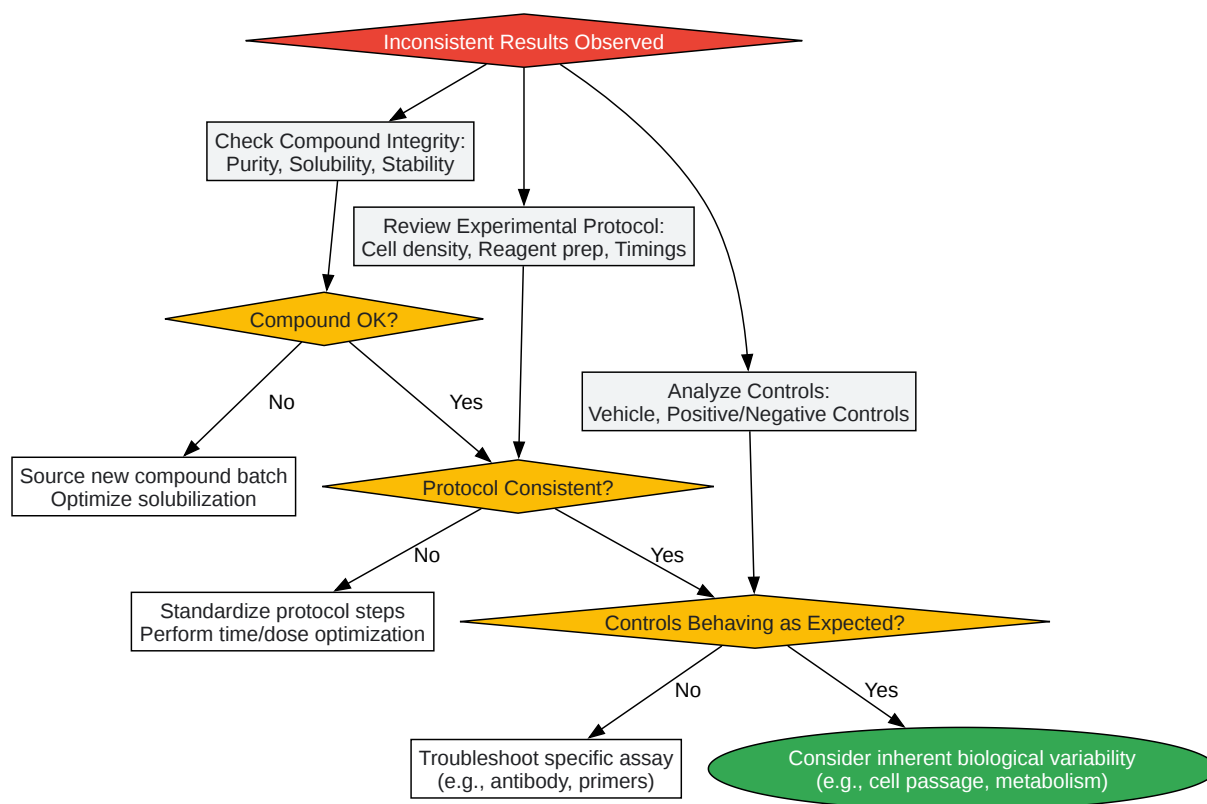 Inconsistent Results Observed
Check Compound Integrity:
Purity, Solubility, Stability
Review Experimental Protocol:
Cell density, Reagent prep, Timings
Compound OK?
Analyze Controls:
Vehicle, Positive/Negative Controls
No
Yes
Source new compound batch
Optimize solubilization
Protocol Consistent?
No
Yes
Standardize protocol steps
Perform time/dose optimization
Controls Behaving as Expected?
No
Yes
Troubleshoot specific assay
(e.g., antibody, primers)
Consider inherent biological variability
(e.g., cell passage, metabolism)